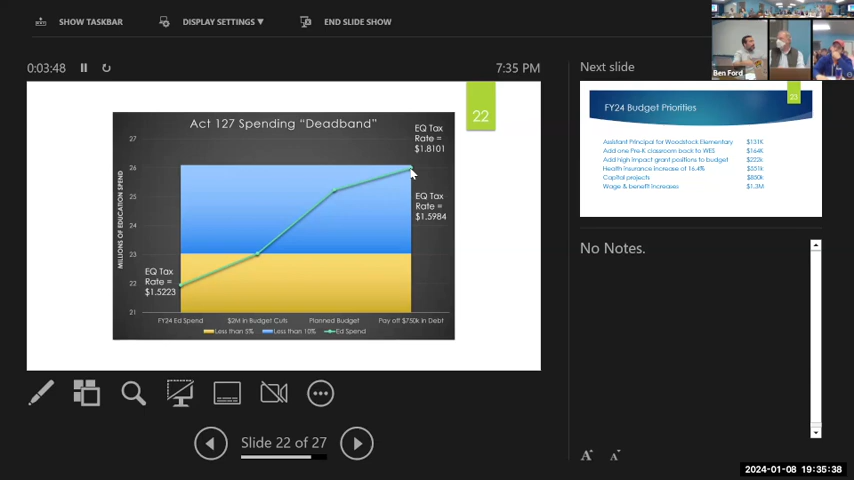 SHOW TASKBAR
DISPLAY SETTINGS ▼
END SLIDE SHOW
Ben Ford
0:03:48
7:35 PM
Next slide
22
Act 127 Spending "Deadband"
EQ Tax
Rate =
$1.8101
EQ Tax
Rate =
$1.5984
EQ Tax
Rate =
$1.5223
MILLIONS OF EDUCATION SPEND
27
26
25
24
23
22
21
FY24 Ed Spend
$2M in Budget Cuts
Planned Budget
Pay off $750k in Debt
Less than 5%
Less than 10%
Ed Spend
23
FY24 Budget Priorities
Assistant Principal for Woodstock Elementary $131K
Add one Pre-K classroom back to WES $164K
Add high impact grant positions to budget $222k
Health insurance increase of 16.4% $351k
Capital projects $850k
Wage & benefit increases $1.3M
No Notes.
Slide 22 of 27
A A
2024-01-08 19:35:38